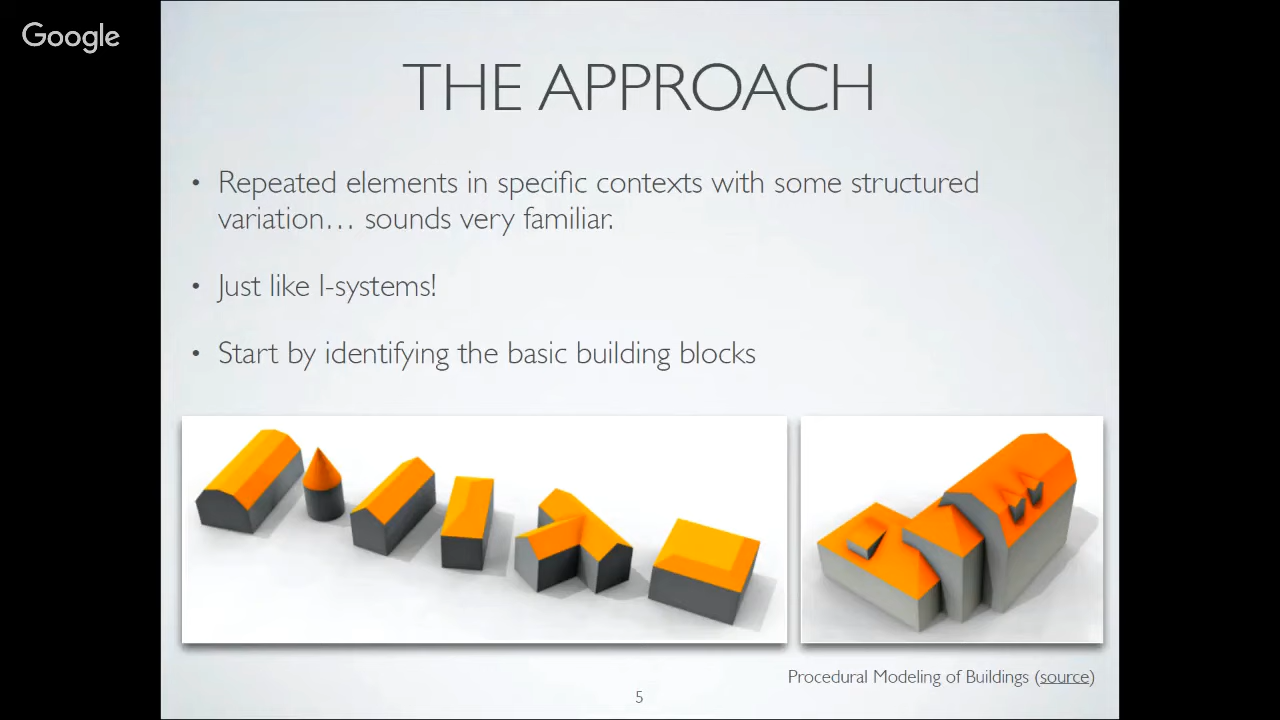 Google
THE APPROACH
• Repeated elements in specific contexts with some structured
variation… sounds very familiar.
• Just like l-systems!
• Start by identifying the basic building blocks
Procedural Modeling of Buildings (source)
5